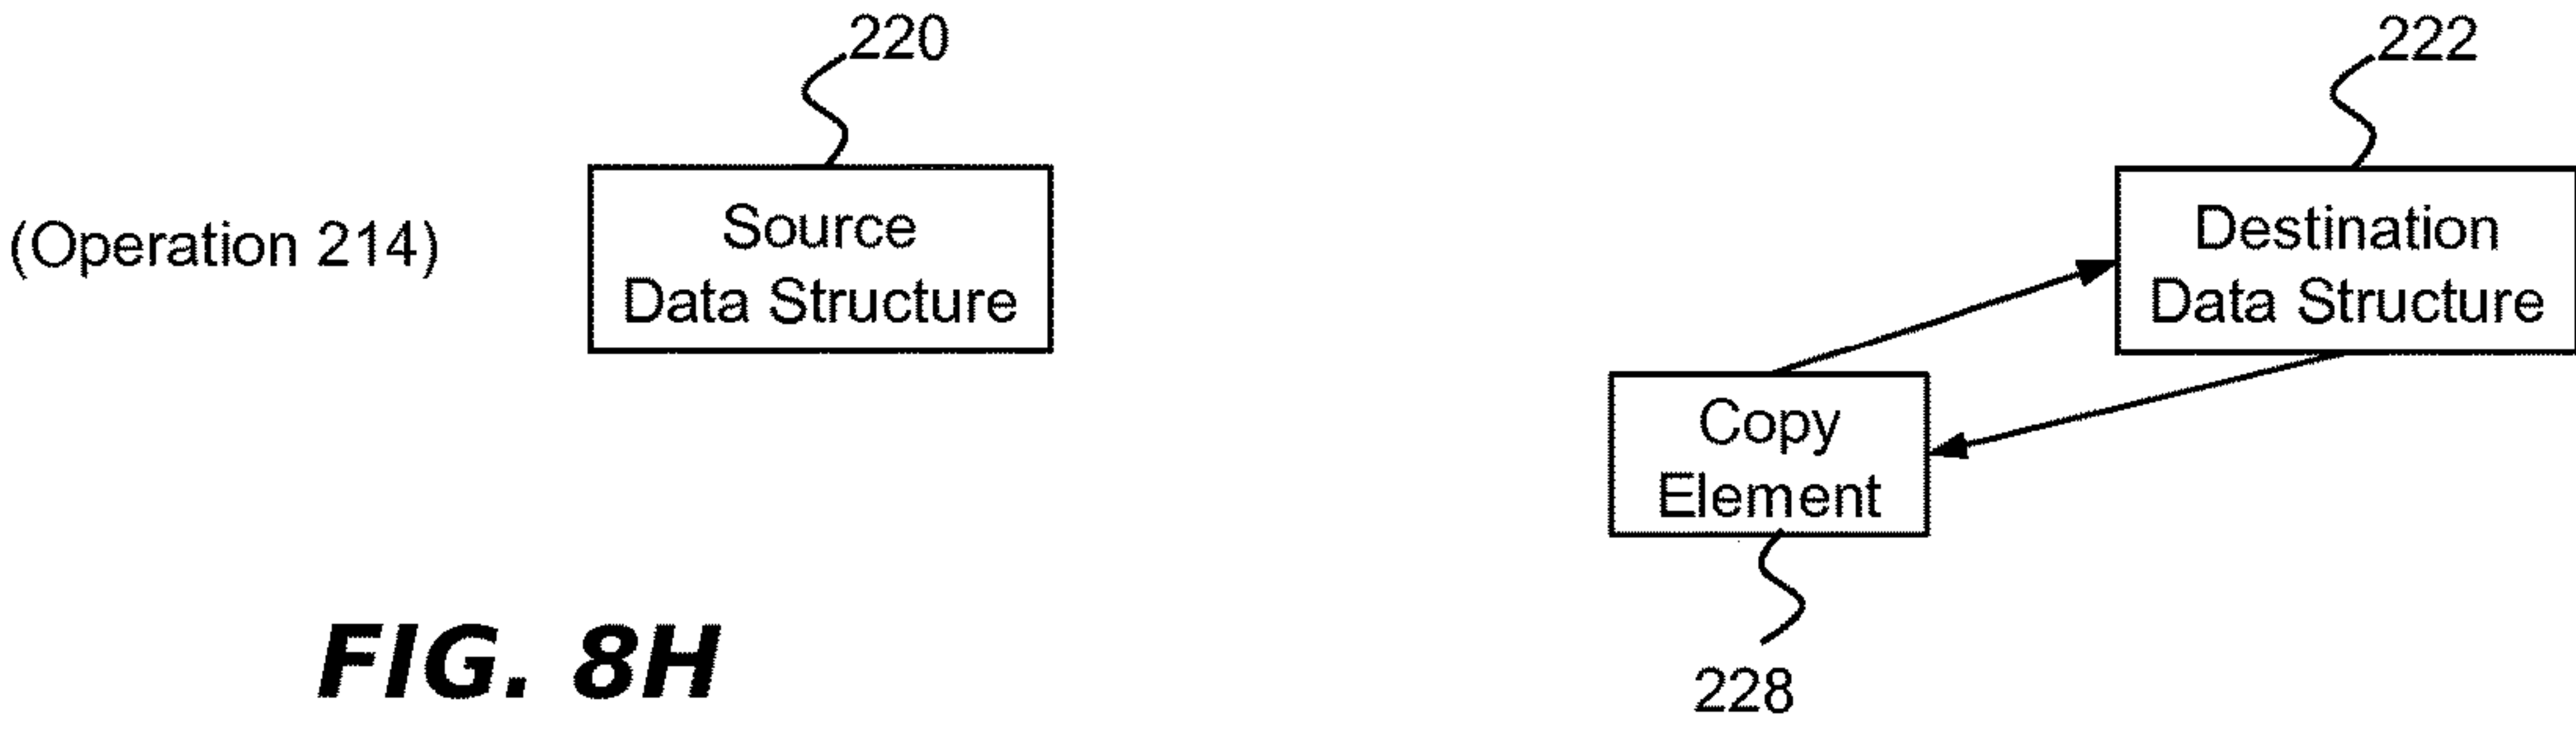 220
222
(Operation 214)
Source
Data Structure
Destination
Data Structure
Copy
Element
228
FIG. 8H